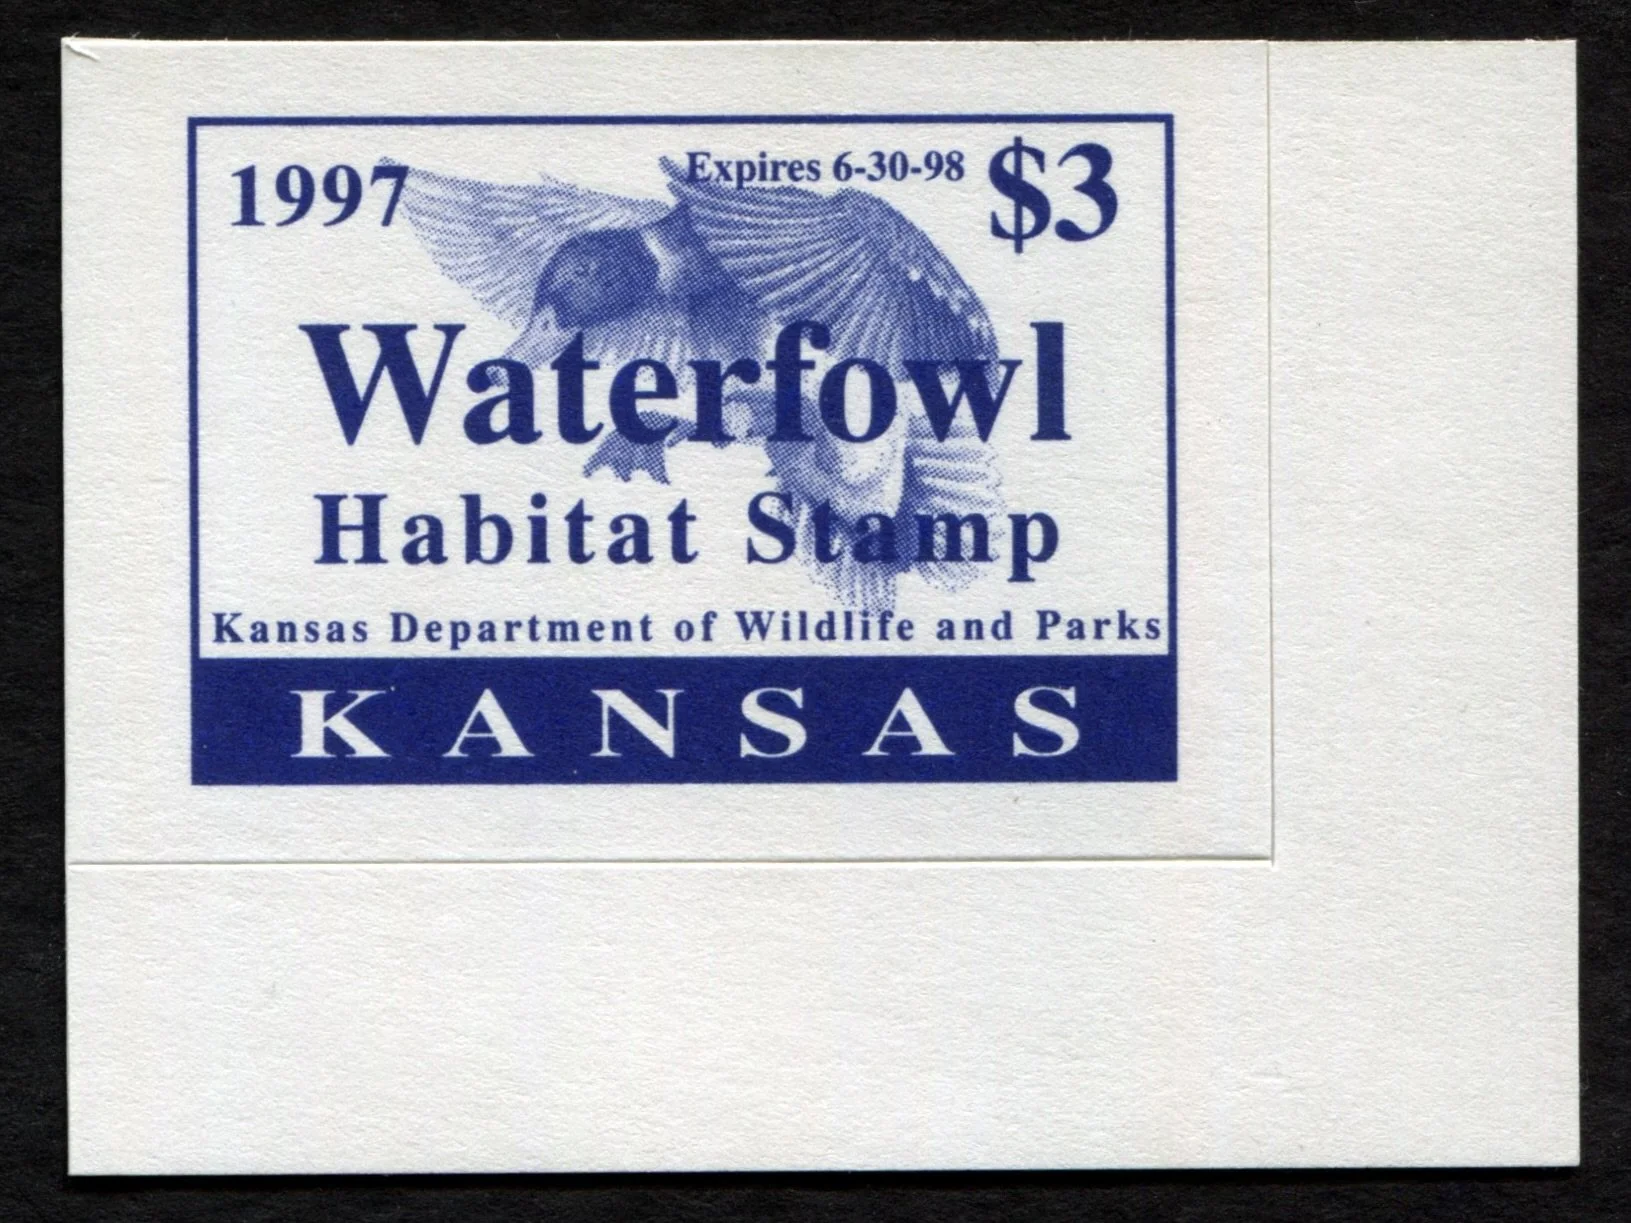 1997 Expires 6-30-98 $3
Waterfowl
Habitat Stamp
Kansas Department of Wildlife and Parks
KANSAS